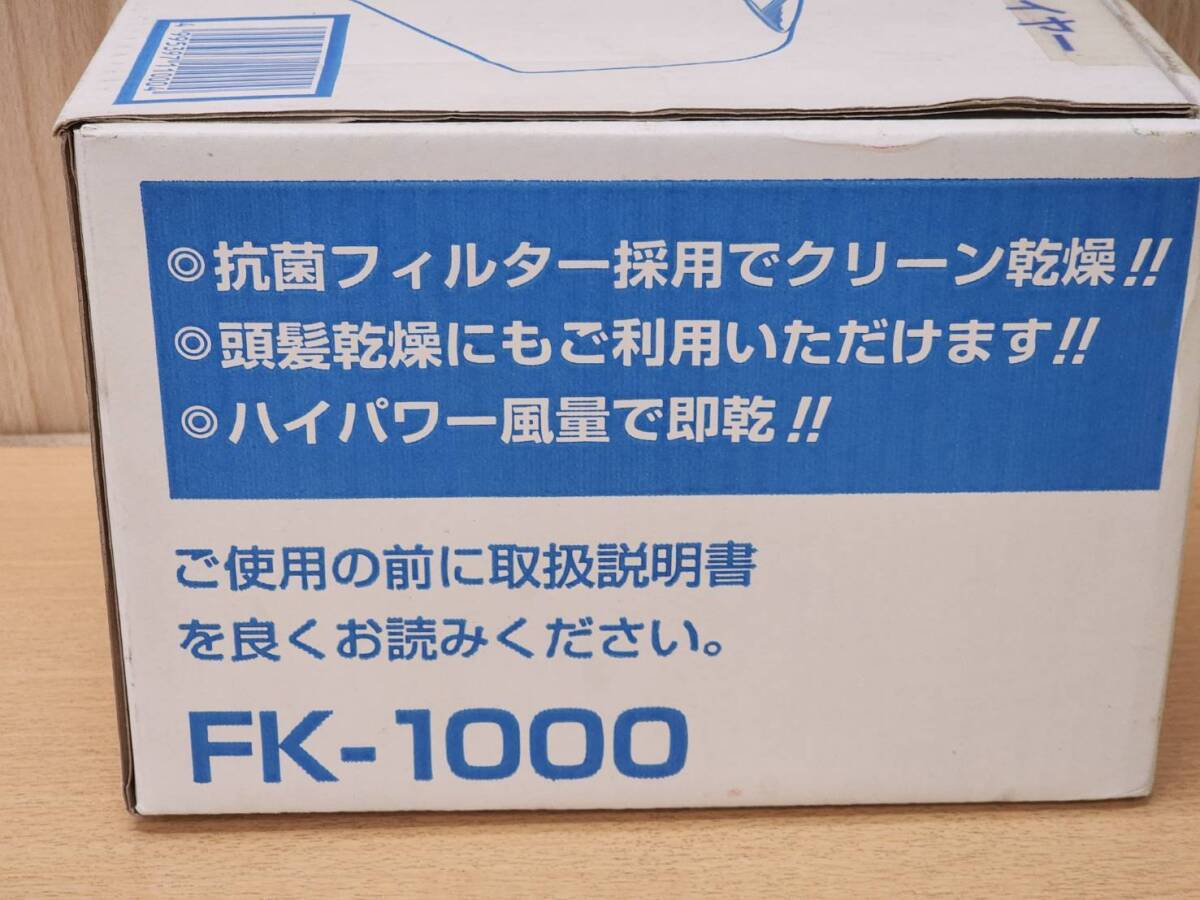 イヤー
◎抗菌フィルター採用でクリーン乾燥!!
◎頭髪乾燥にもご利用いただけます!!
◎ハイパワー風量で即乾!!
ご使用の前に取扱説明書
を良くお読みください。
FK-1000